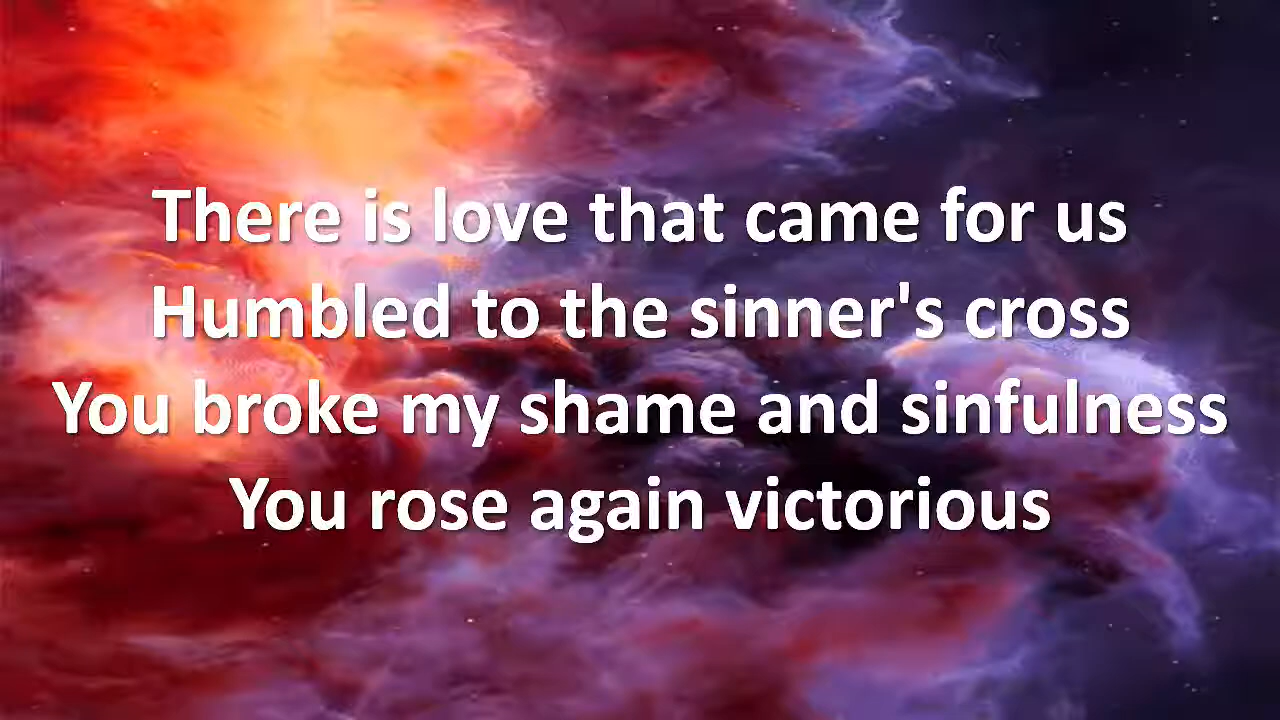 There is love that came for us
Humbled to the sinner's cross
You broke my shame and sinfulness
You rose again victorious